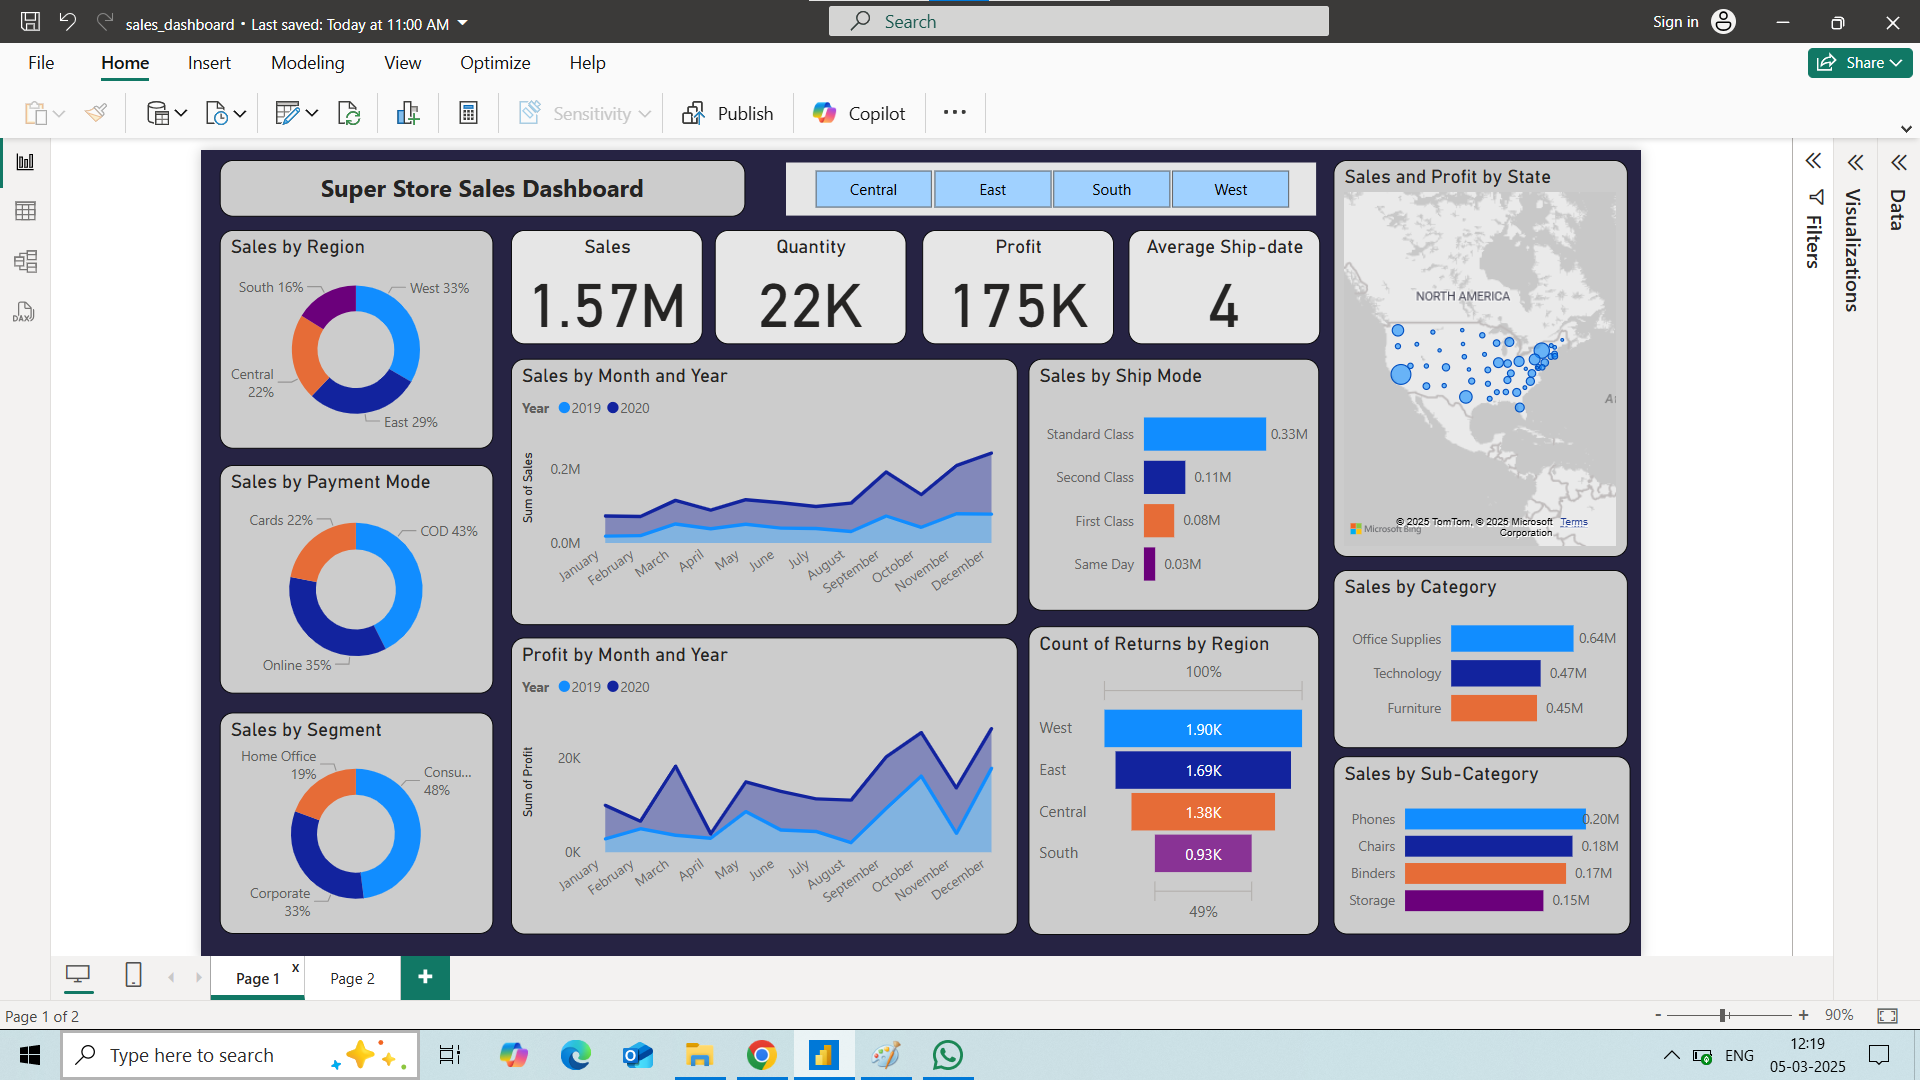 sales_dashboard • Last saved: Today at 11:00 AM
Search
Sign in
File
Home
Insert
Modeling
View
Optimize
Help
Share
Sensitivity
Publish
Copilot
Super Store Sales Dashboard
Central
East
South
West
Sales by Region
South 16%
West 33%
Central
22%
East 29%
Sales
1.57M
Quantity
22K
Profit
175K
Average Ship-date
4
Sales and Profit by State
NORTH AMERICA
At
Microsoft Bing
© 2025 TomTom, © 2025 Microsoft Corporation
Terms
Filters
Visualizations
Data
DAX
Sales by Payment Mode
Cards 22%
COD 43%
Online 35%
Sales by Segment
Home Office
19%
Consu...
48%
Corporate
33%
Sales by Month and Year
Year 2019 2020
Sum of Sales
0.2M
0.0M
January
February
March
April
May
June
July
August
September
October
November
December
Profit by Month and Year
Year 2019 2020
Sum of Profit
20K
0K
January
February
March
April
May
June
July
August
September
October
November
December
Sales by Ship Mode
Standard Class 0.33M
Second Class 0.11M
First Class 0.08M
Same Day 0.03M
Count of Returns by Region
100%
West 1.90K
East 1.69K
Central 1.38K
South 0.93K
49%
Sales by Category
Office Supplies 0.64M
Technology 0.47M
Furniture 0.45M
Sales by Sub-Category
Phones 0.20M
Chairs 0.18M
Binders 0.17M
Storage 0.15M
Page 1
x
Page 2
+
Page 1 of 2
- + 90%
Type here to search
ENG
12:19
05-03-2025